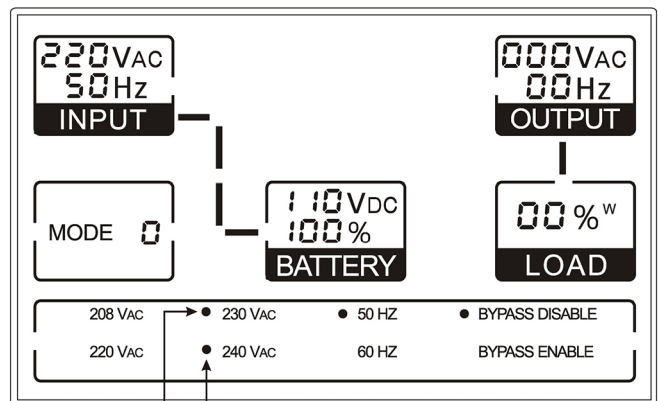 220VAC
50Hz
INPUT
000VAC
00Hz
OUTPUT
MODE 0
110VDC
100%
BATTERY
00%W
LOAD
208 VAC ● 230 VAC ● 50 HZ ● BYPASS DISABLE
220 VAC ● 240 VAC 60 HZ BYPASS ENABLE